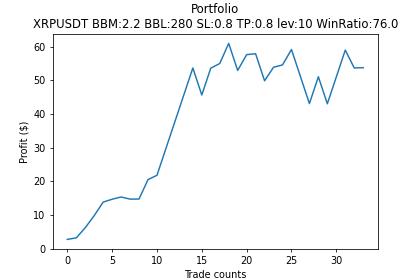 Portfolio
XRPUSDT BBM:2.2 BBL:280 SL:0.8 TP:0.8 lev:10 WinRatio:76.0
60
50
40
30
20
10
0
Profit ($)
0 5 10 15 20 25 30
Trade counts